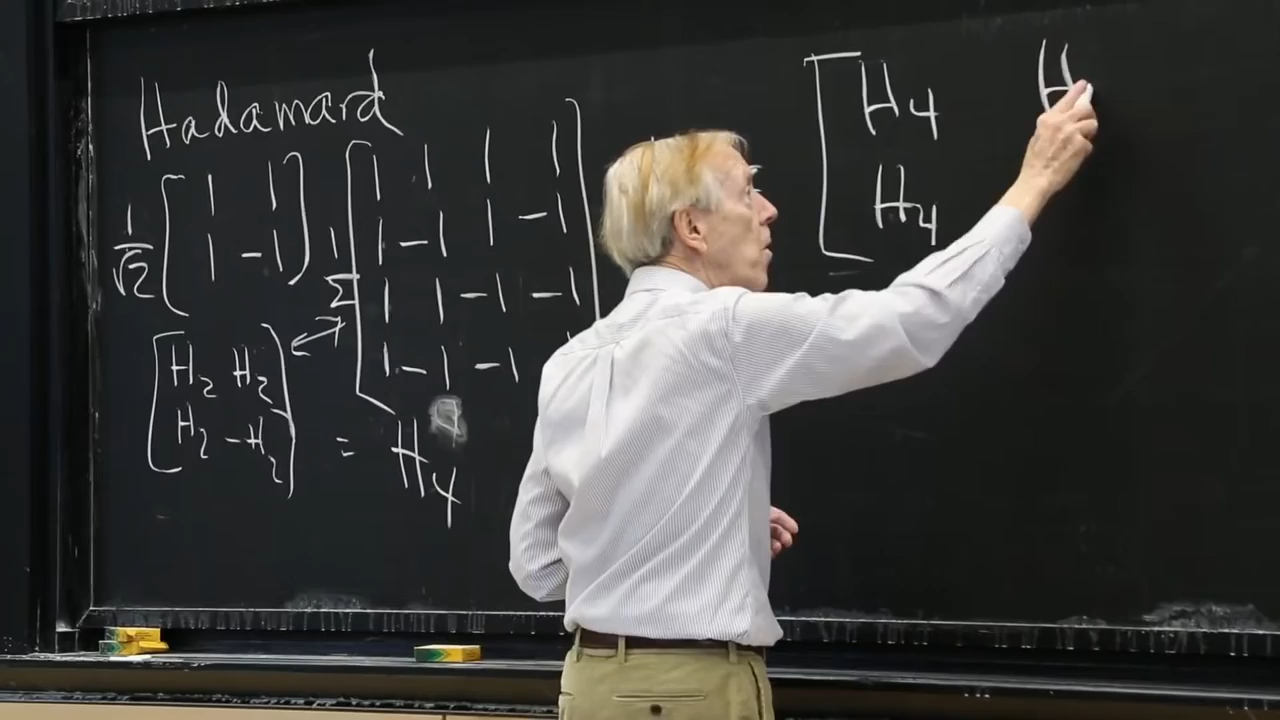 Hadamard
1/√2 [1 1
1 -1]
1/2 [1 1 1 1
1 -1 1 -1
1 1 -1 -1
1 -1 -1
[H₂ H₂
H₂ -H₂] = H₄
[H₄ H
H₄